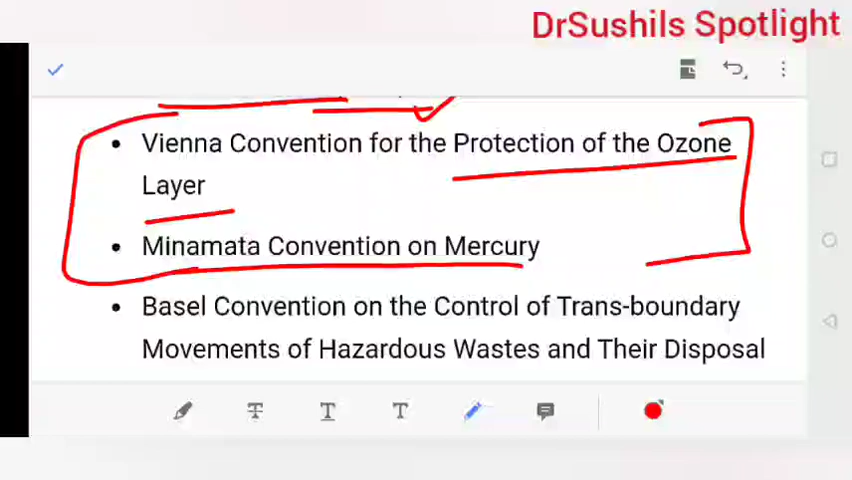 DrSushils Spotlight
• Vienna Convention for the Protection of the Ozone
Layer
• Minamata Convention on Mercury
• Basel Convention on the Control of Trans-boundary
Movements of Hazardous Wastes and Their Disposal